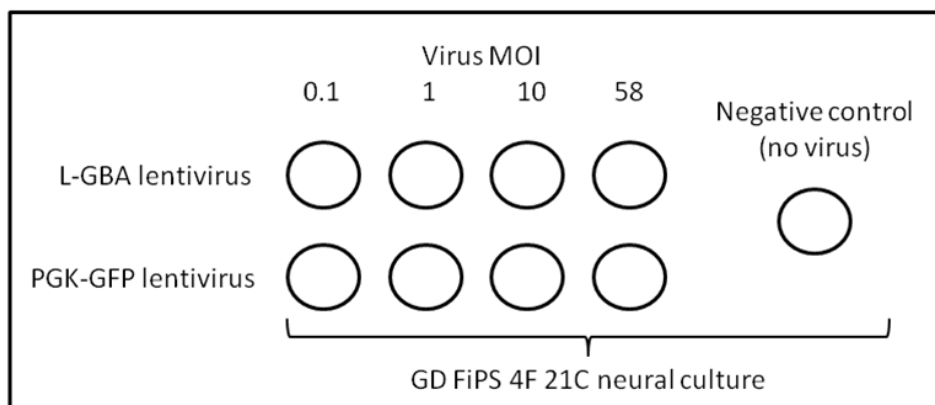 Virus MOI
0.1 1 10 58
Negative control
(no virus)
L-GBA lentivirus
PGK-GFP lentivirus
GD FiPS 4F 21C neural culture